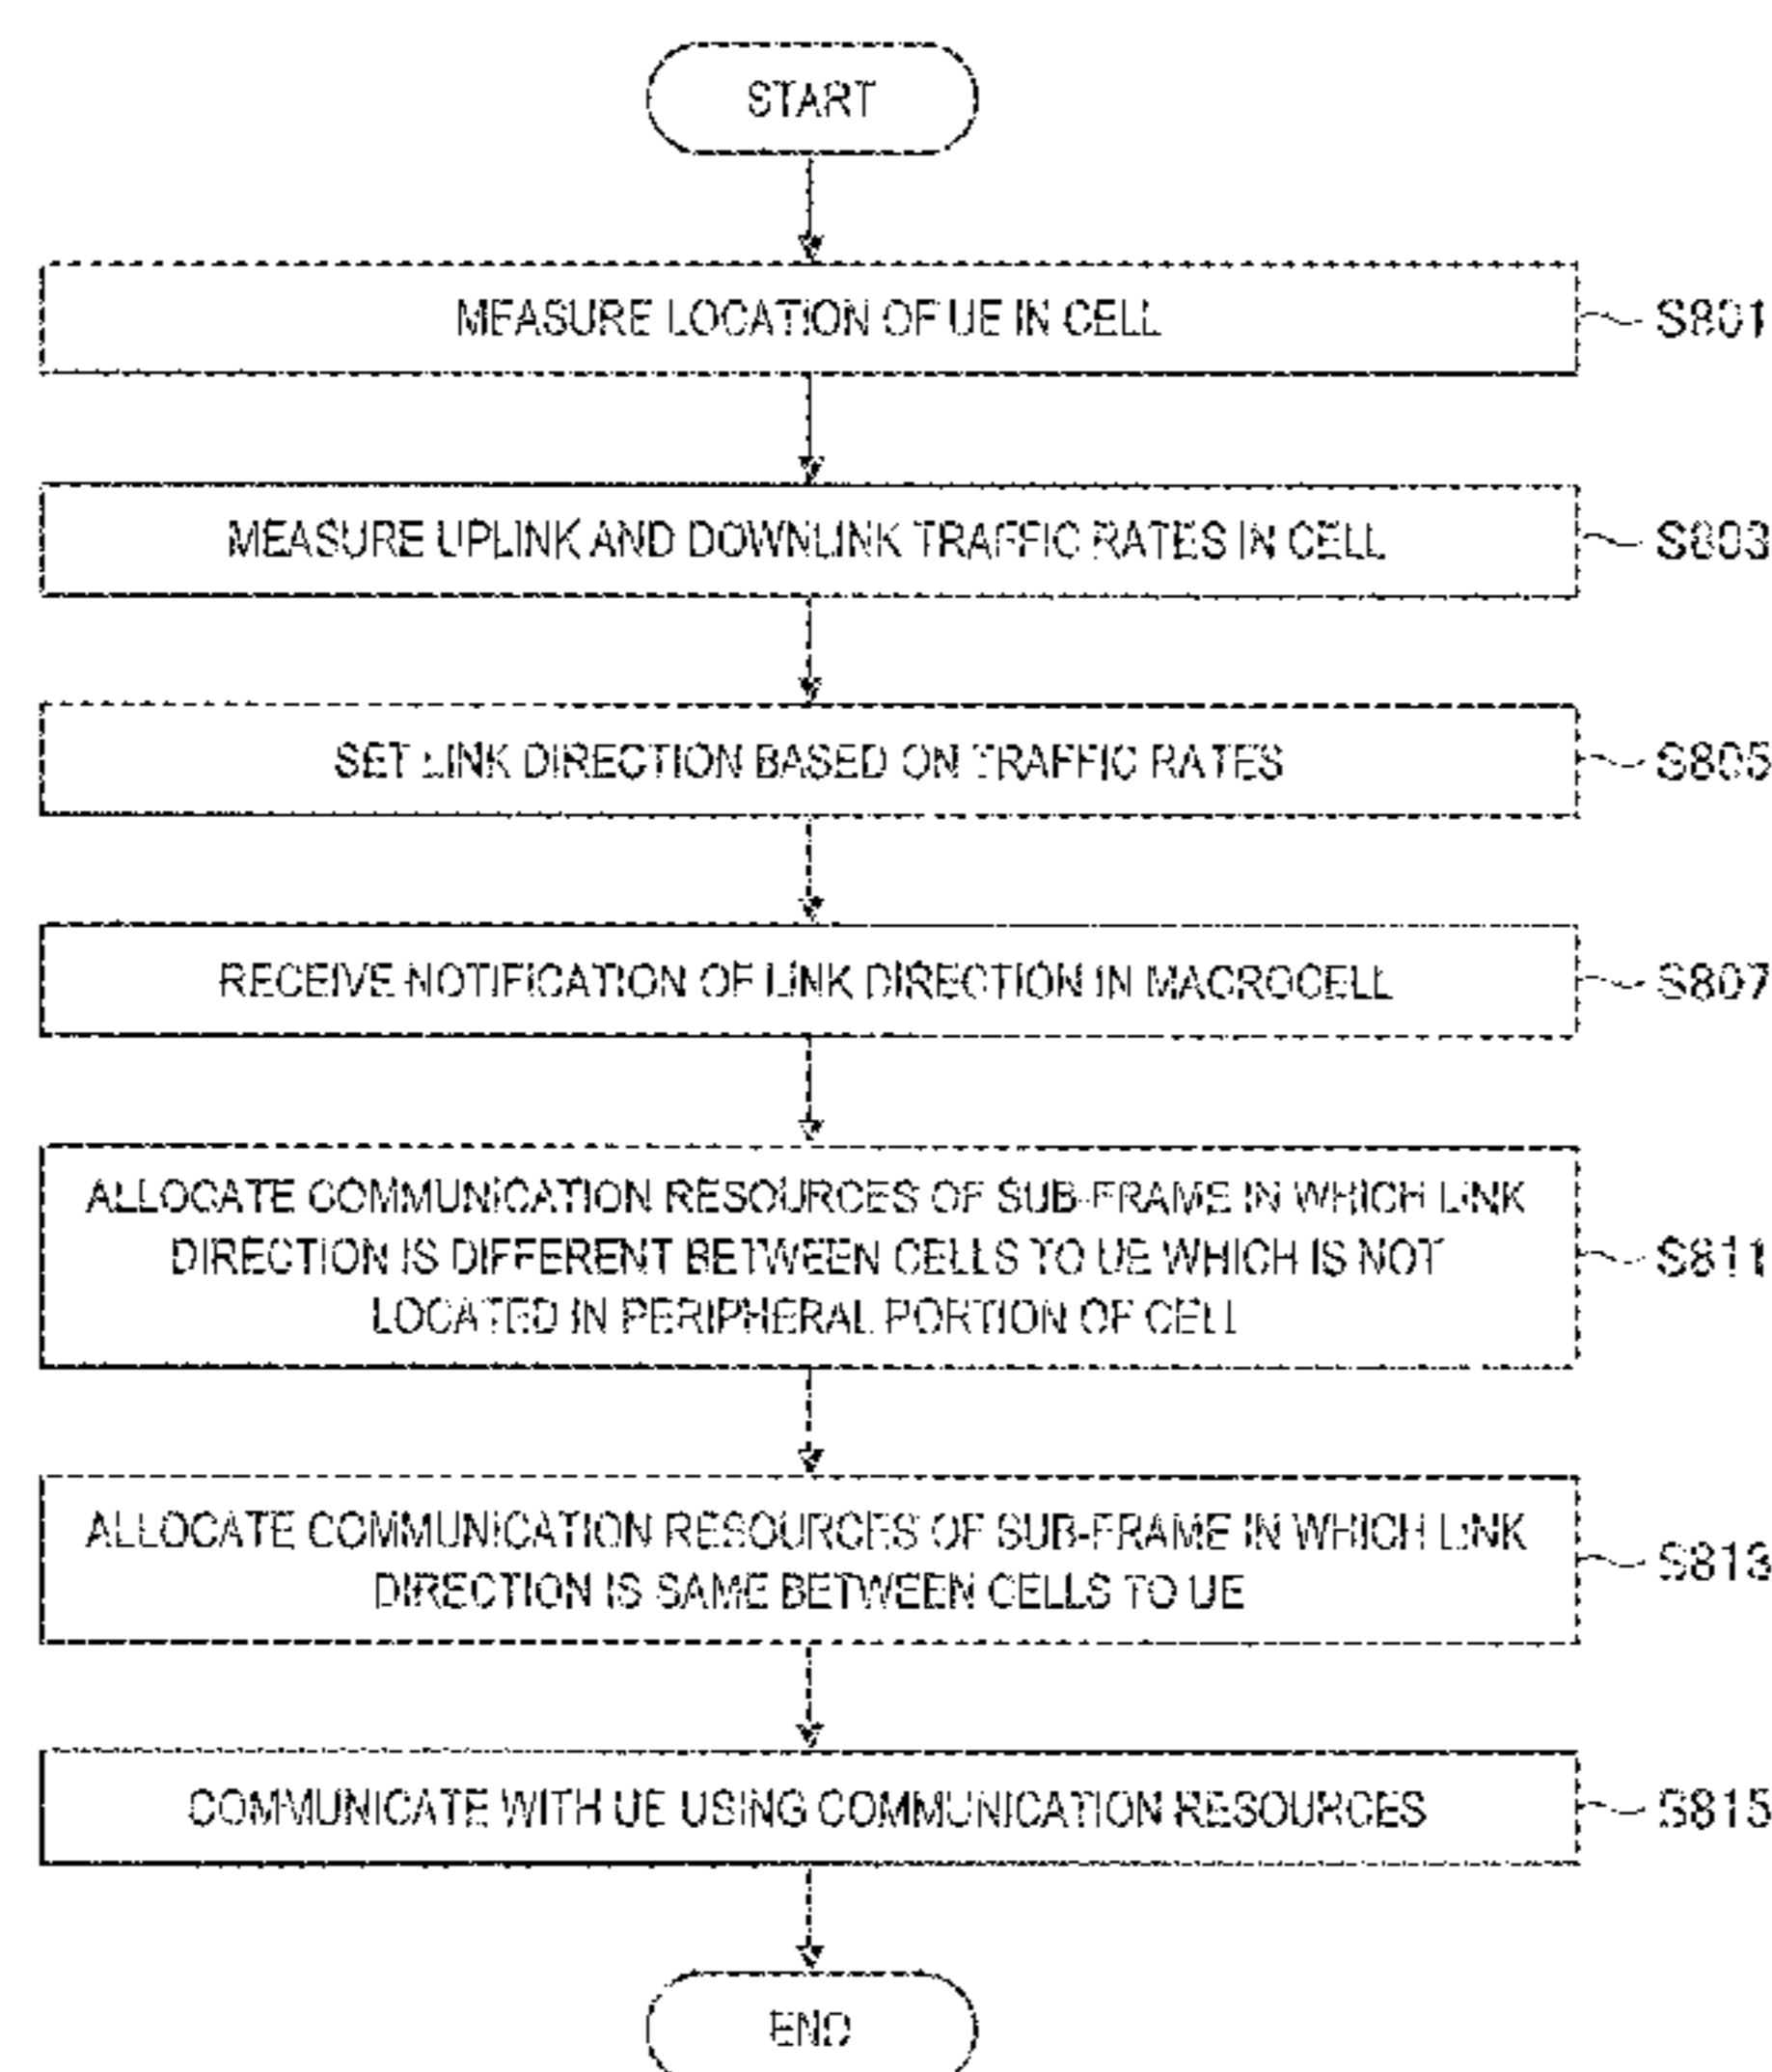 START
MEASURE LOCATION OF UE IN CELL
S801
MEASURE UPLINK AND DOWNLINK TRAFFIC RATES IN CELL
S803
SET LINK DIRECTION BASED ON TRAFFIC RATES
S805
RECEIVE NOTIFICATION OF LINK DIRECTION IN MACROCELL
S807
ALLOCATE COMMUNICATION RESOURCES OF SUB-FRAME IN WHICH LINK
DIRECTION IS DIFFERENT BETWEEN CELLS TO UE WHICH IS NOT
LOCATED IN PERIPHERAL PORTION OF CELL
S811
ALLOCATE COMMUNICATION RESOURCES OF SUB-FRAME IN WHICH LINK
DIRECTION IS SAME BETWEEN CELLS TO UE
S813
COMMUNICATE WITH UE USING COMMUNICATION RESOURCES
S815
END